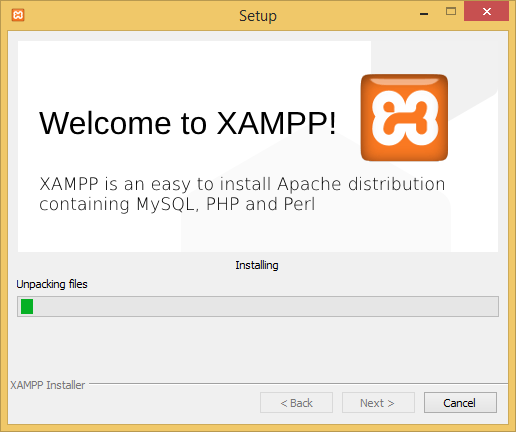 Setup
Welcome to XAMPP!
XAMPP is an easy to install Apache distribution
containing MySQL, PHP and Perl
Installing
Unpacking files
XAMPP Installer
< Back
Next >
Cancel